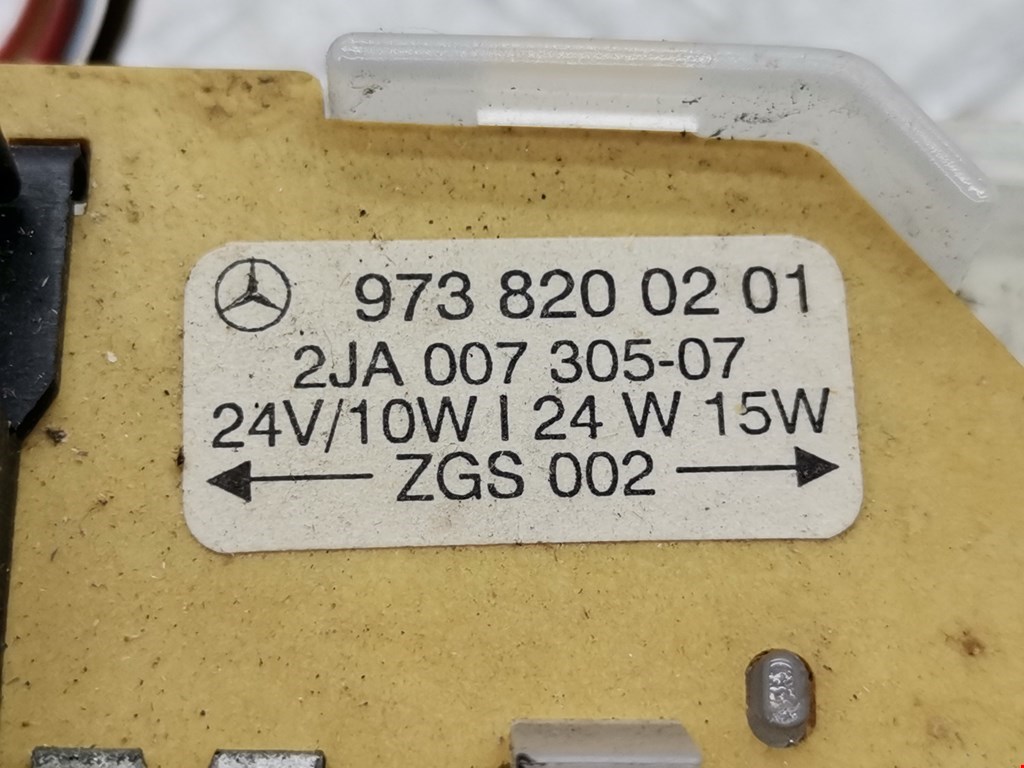 973 820 02 01
2JA 007 305-07
24V/10W I 24 W 15W
ZGS 002